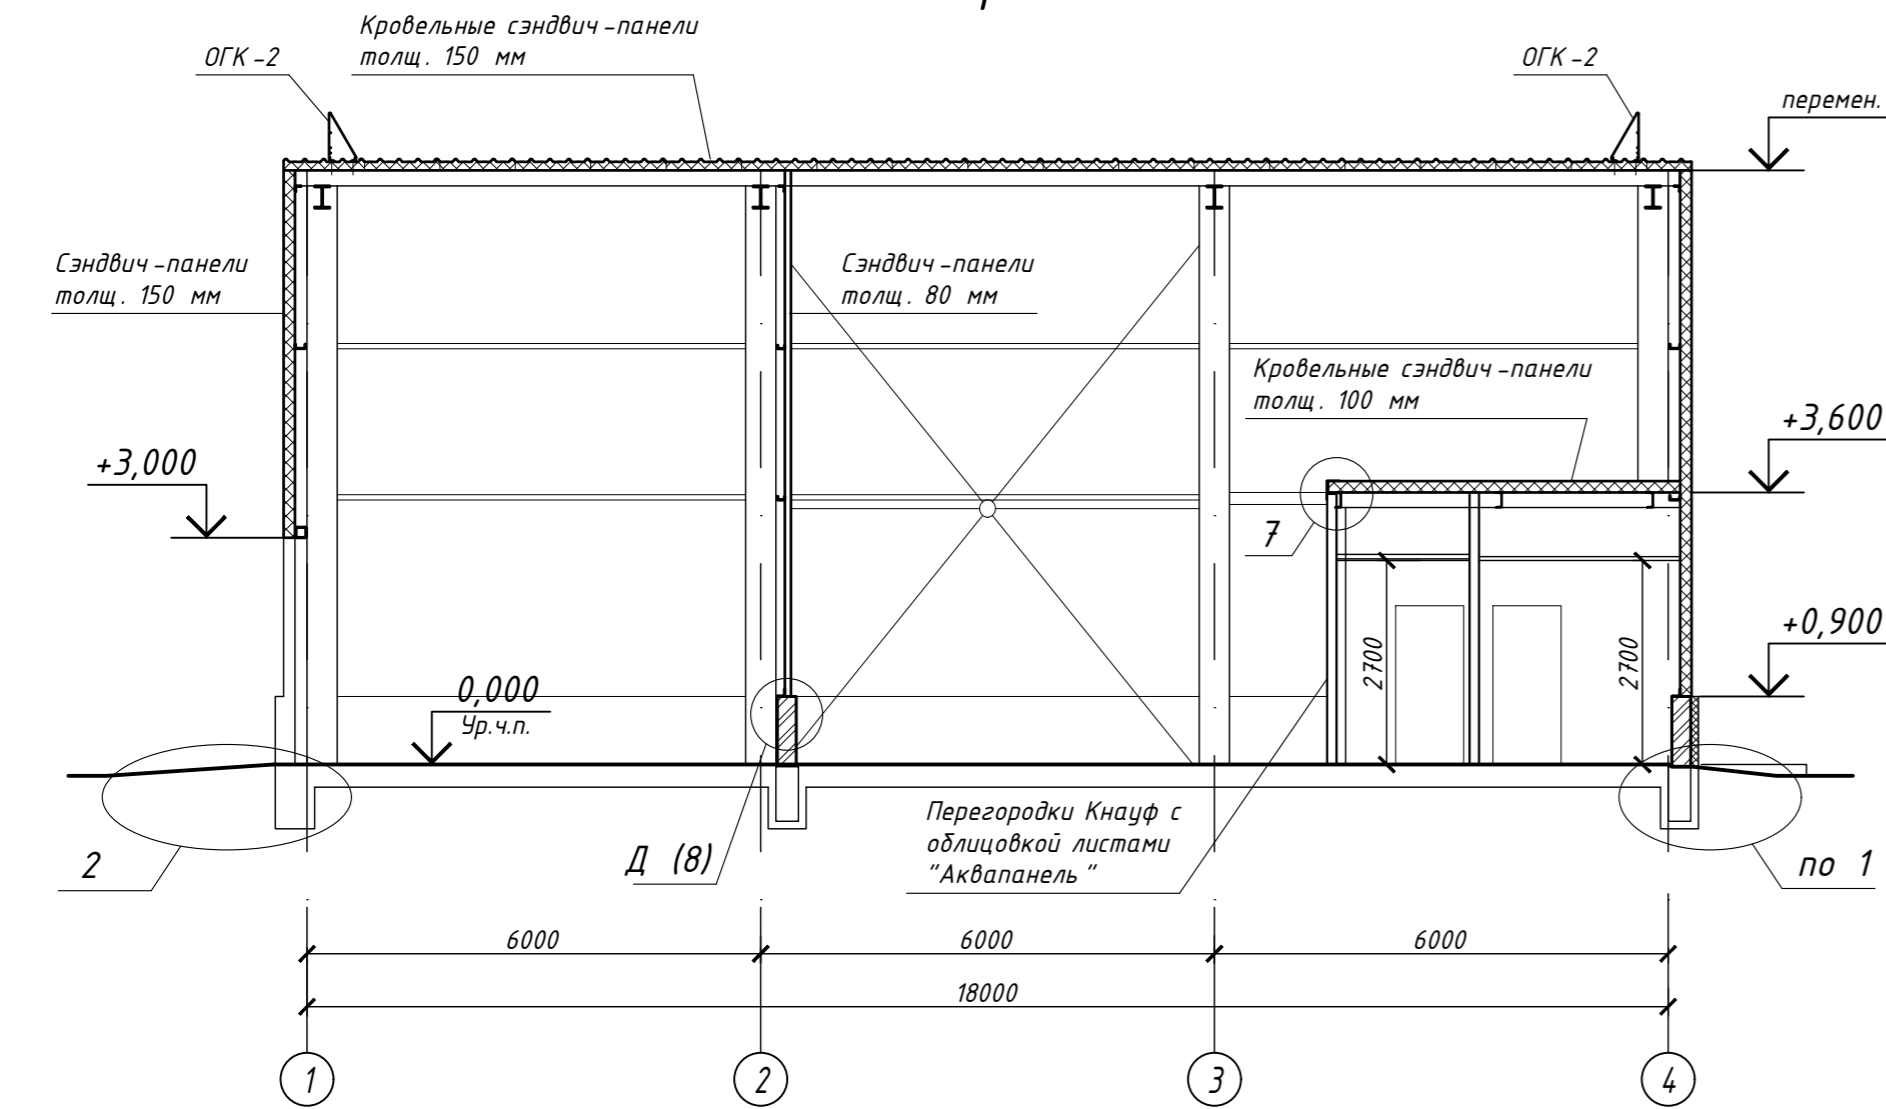 Кровельные сэндвич-панели
толщ. 150 мм
ОГК-2
ОГК-2
перемен.
Сэндвич-панели
толщ. 150 мм
Сэндвич-панели
толщ. 80 мм
Кровельные сэндвич-панели
толщ. 100 мм
+3,600
+3,000
7
+0,900
2700
2700
0,000
Ур.ч.п.
Перегородки Кнауф с
облицовкой листами
"Аквапанель"
2
Д (8)
по 1
6000
6000
6000
18000
1
2
3
4